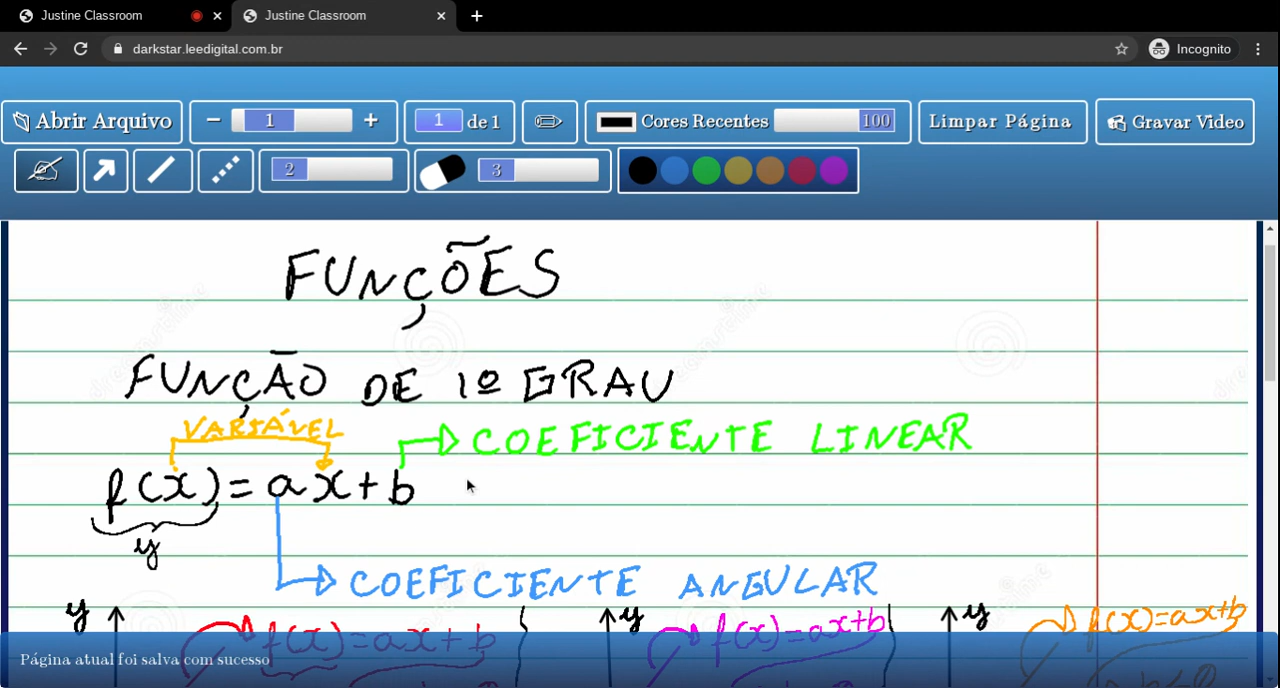 Justine Classroom
Justine Classroom
darkstar.leedigital.com.br
Incognito
Abrir Arquivo
− 1 +
1 de 1
Cores Recentes 100
Limpar Página
Gravar Video
2
3
FUNÇÕES
FUNÇÃO DE 1º GRAU
VARIÁVEL
COEFICIENTE LINEAR
f(x) = ax + b
y
COEFICIENTE ANGULAR
y f(x)=ax+b y f(x)=ax+b y f(x)=ax+b
Página atual foi salva com sucesso